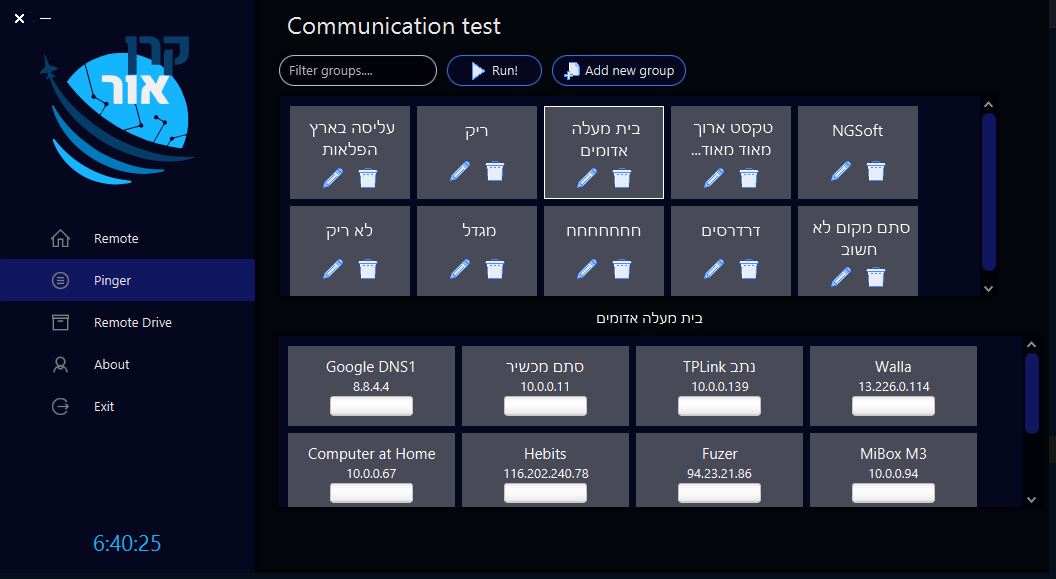 קרן
אור
Remote
Pinger
Remote Drive
About
Exit
6:40:25
Communication test
Filter groups....
Run!
Add new group
עליסה בארץ
הפלאות
ריק
בית מעלה
אדומים
טקסט ארוך
מאוד מאוד...
NGSoft
לא ריק
מגדל
חחחחחחח
דרדרסים
סתם מקום לא
חשוב
בית מעלה אדומים
Google DNS1
8.8.4.4
סתם מכשיר
10.0.0.11
נתב TPLink
10.0.0.139
Walla
13.226.0.114
Computer at Home
10.0.0.67
Hebits
116.202.240.78
Fuzer
94.23.21.86
MiBox M3
10.0.0.94